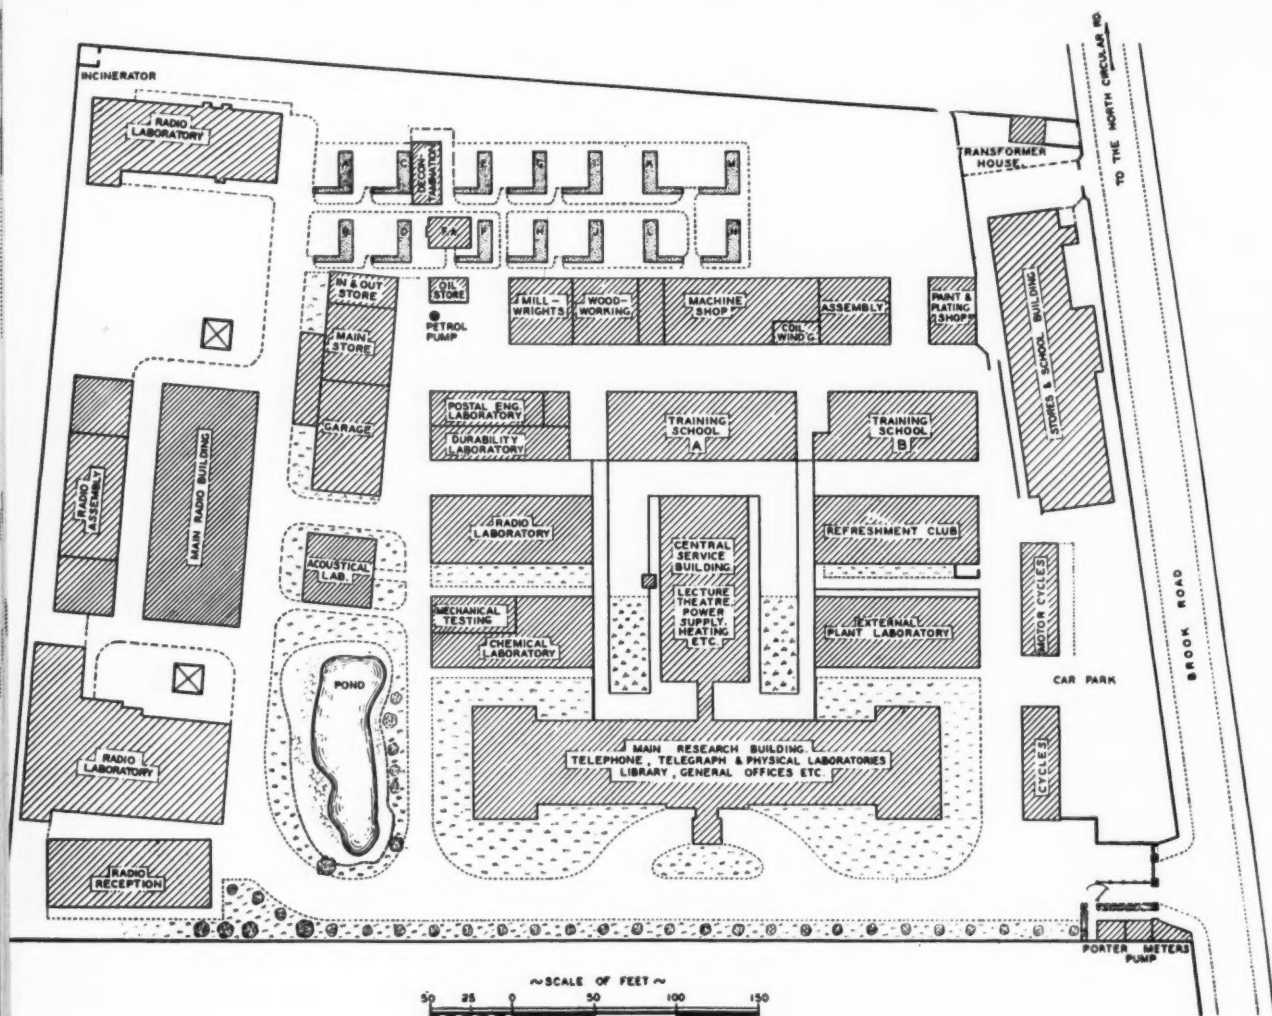 TO THE NORTH CIRCULAR RD.
INCINERATOR
RADIO
LABORATORY
TRANSFORMER
HOUSE.
A
C
DECON-
TAMINATION
E
G
K
M
B
D
F.A.
F
H
J
L
N
IN & OUT
STORE
MAIN
STORE
GARAGE
OIL
STORE
PETROL
PUMP
MILL-
WRIGHTS
WOOD-
WORKING
MACHINE
SHOP
COIL
WIND'G
ASSEMBLY
PAINT &
PLATING
SHOP
STORES & SCHOOL BUILDING
POSTAL ENG.
LABORATORY
DURABILITY
LABORATORY
TRAINING
SCHOOL
A
TRAINING
SCHOOL
B
RADIO
ASSEMBLY
MAIN RADIO BUILDING
RADIO
LABORATORY
CENTRAL
SERVICE
BUILDING.
LECTURE
THEATRE,
POWER
SUPPLY,
HEATING
ETC
REFRESHMENT CLUB
ACOUSTICAL
LAB.
MECHANICAL
TESTING
CHEMICAL
LABORATORY
EXTERNAL
PLANT LABORATORY
MOTOR CYCLES
BROOK ROAD
CAR PARK
POND
RADIO
LABORATORY
MAIN RESEARCH BUILDING.
TELEPHONE, TELEGRAPH & PHYSICAL LABORATORIES
LIBRARY, GENERAL OFFICES ETC.
CYCLES
RADIO
RECEPTION
PORTER METERS
PUMP
~SCALE OF FEET~
50 25 0 50 100 150